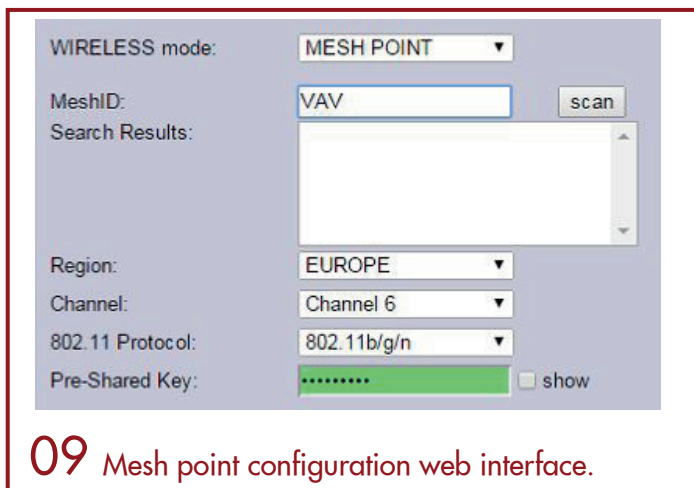 WIRELESS mode: MESH POINT
MeshID: VAV scan
Search Results:
Region: EUROPE
Channel: Channel 6
802.11 Protocol: 802.11b/g/n
Pre-Shared Key: ••••••••• show
09 Mesh point configuration web interface.